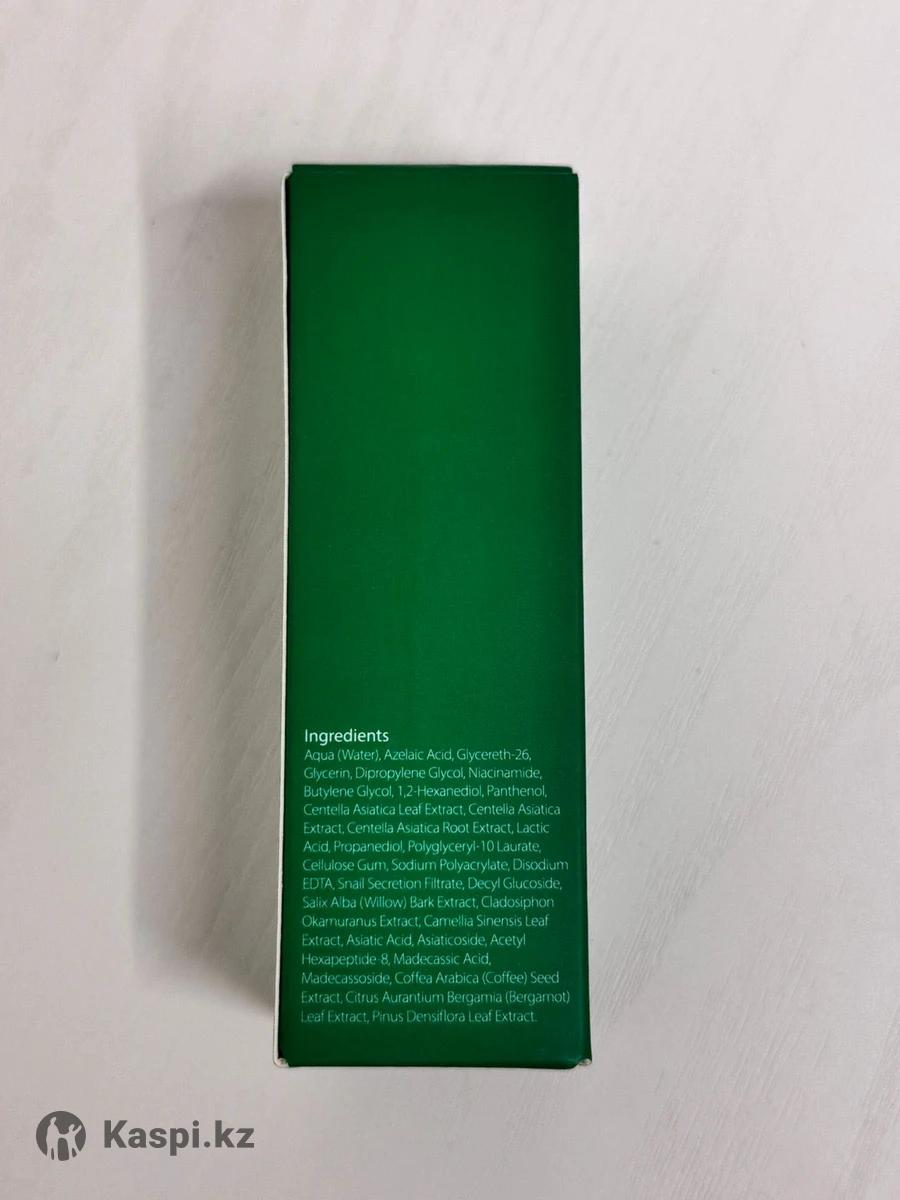 Ingredients
Aqua (Water), Azelaic Acid, Glycereth-26,
Glycerin, Dipropylene Glycol, Niacinamide,
Butylene Glycol, 1,2-Hexanediol, Panthenol,
Centella Asiatica Leaf Extract, Centella Asiatica
Extract, Centella Asiatica Root Extract, Lactic
Acid, Propanediol, Polyglyceryl-10 Laurate,
Cellulose Gum, Sodium Polyacrylate, Disodium
EDTA, Snail Secretion Filtrate, Decyl Glucoside,
Salix Alba (Willow) Bark Extract, Cladosiphon
Okamuranus Extract, Camellia Sinensis Leaf
Extract, Asiatic Acid, Asiaticoside, Acetyl
Hexapeptide-8, Madecassic Acid,
Madecassoside, Coffea Arabica (Coffee) Seed
Extract, Citrus Aurantium Bergamia (Bergamot)
Leaf Extract, Pinus Densiflora Leaf Extract.
Kaspi.kz